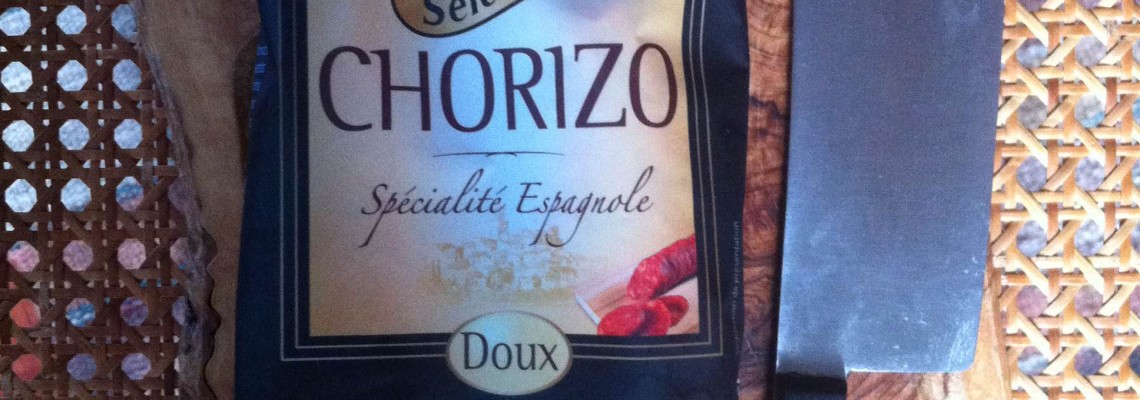 CHORIZO
Spécialité Espagnole
Doux